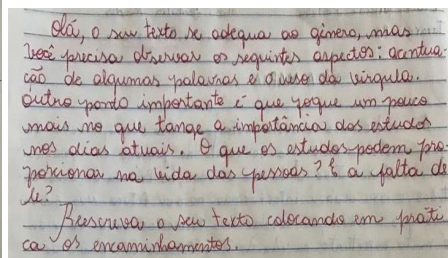 Olá, o seu texto se adequa ao gênero, mas
você precisa observar os seguintes aspectos: acentua-
ção de algumas palavras e o uso da vírgula.
Outro ponto importante é que foque um pouco
mais no que tange a importância dos estudos
nos dias atuais. O que os estudos podem pro-
porcionar na vida das pessoas? E a falta de
le?
Reescreva o seu texto colocando em práti
ca os encaminhamentos.